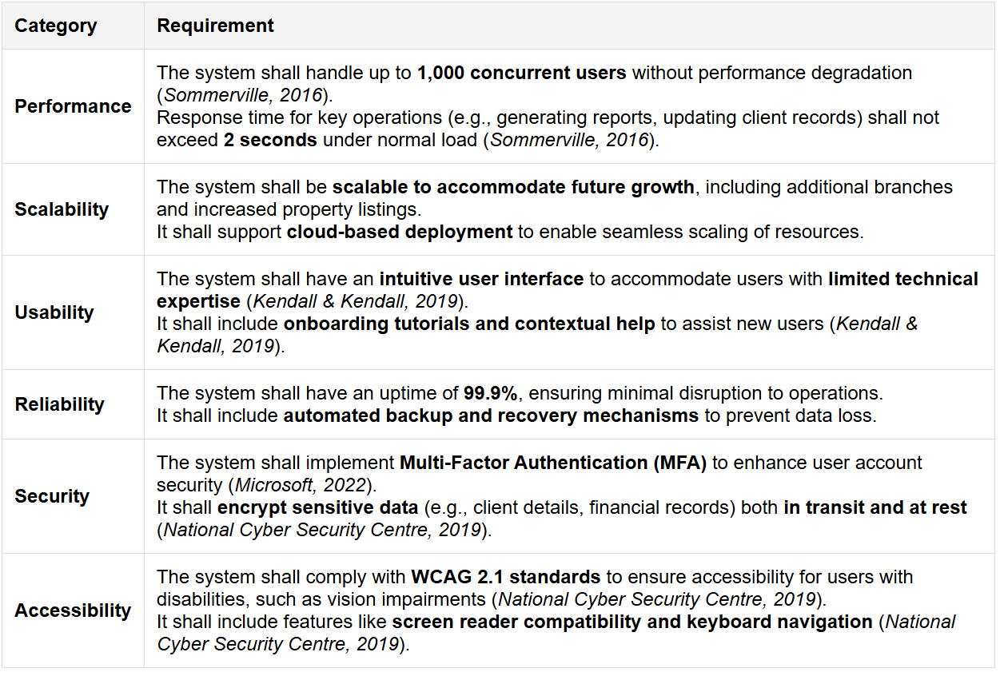 Category Requirement
Performance
The system shall handle up to 1,000 concurrent users without performance degradation
(Sommerville, 2016).
Response time for key operations (e.g., generating reports, updating client records) shall not
exceed 2 seconds under normal load (Sommerville, 2016).
Scalability
The system shall be scalable to accommodate future growth, including additional branches
and increased property listings.
It shall support cloud-based deployment to enable seamless scaling of resources.
Usability
The system shall have an intuitive user interface to accommodate users with limited technical
expertise (Kendall & Kendall, 2019).
It shall include onboarding tutorials and contextual help to assist new users (Kendall &
Kendall, 2019).
Reliability
The system shall have an uptime of 99.9%, ensuring minimal disruption to operations.
It shall include automated backup and recovery mechanisms to prevent data loss.
Security
The system shall implement Multi-Factor Authentication (MFA) to enhance user account
security (Microsoft, 2022).
It shall encrypt sensitive data (e.g., client details, financial records) both in transit and at rest
(National Cyber Security Centre, 2019).
Accessibility
The system shall comply with WCAG 2.1 standards to ensure accessibility for users with
disabilities, such as vision impairments (National Cyber Security Centre, 2019).
It shall include features like screen reader compatibility and keyboard navigation (National
Cyber Security Centre, 2019).